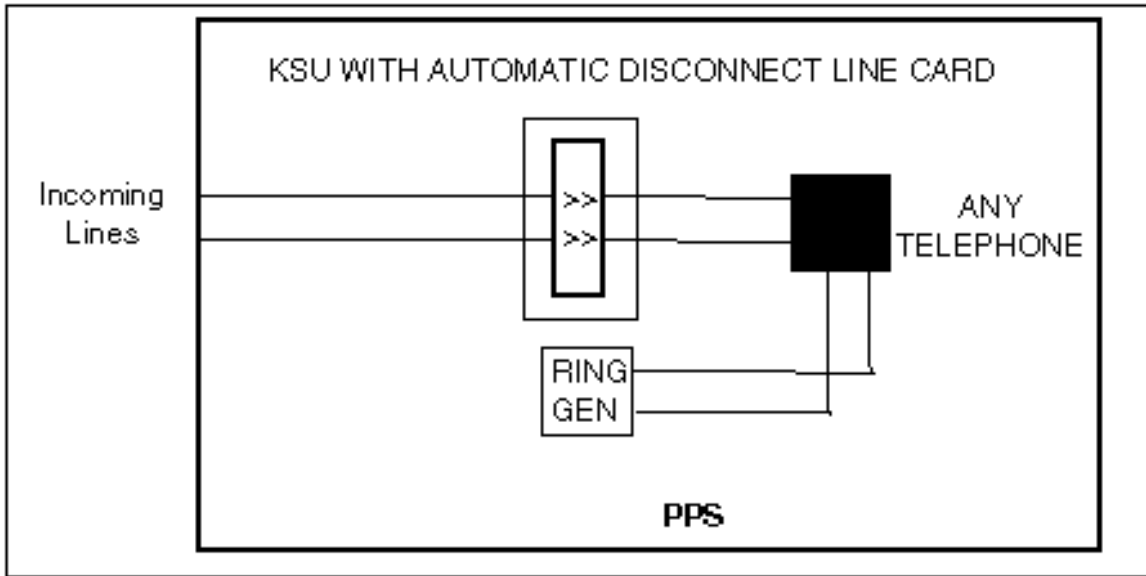 KSU WITH AUTOMATIC DISCONNECT LINE CARD
Incoming
Lines
>>
>>
ANY
TELEPHONE
RING
GEN
PPS